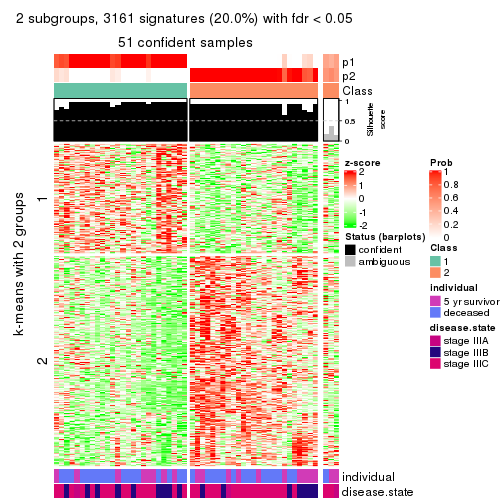 2 subgroups, 3161 signatures (20.0%) with fdr < 0.05
51 confident samples
p1
p2
Class
1
0.5
0
Silhouette
score
k-means with 2 groups
1
2
z-score
2
1
0
-1
-2
Status (barplots)
confident
ambiguous
Prob
1
0.8
0.6
0.4
0.2
0
Class
1
2
individual
5 yr survivor
deceased
disease.state
stage IIIA
stage IIIB
stage IIIC
individual
disease.state